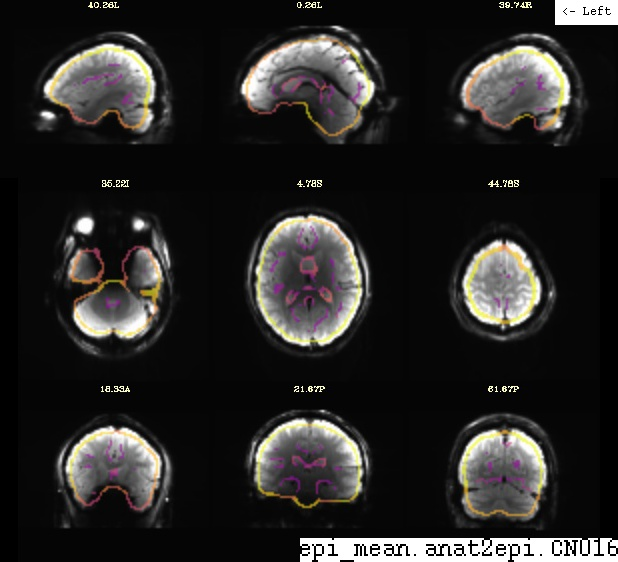 40.26L 0.26L 39.74R
<- Left
35.22I 4.78S 44.78S
18.33A 21.67P 61.67P
epi_mean.anat2epi.CNU16